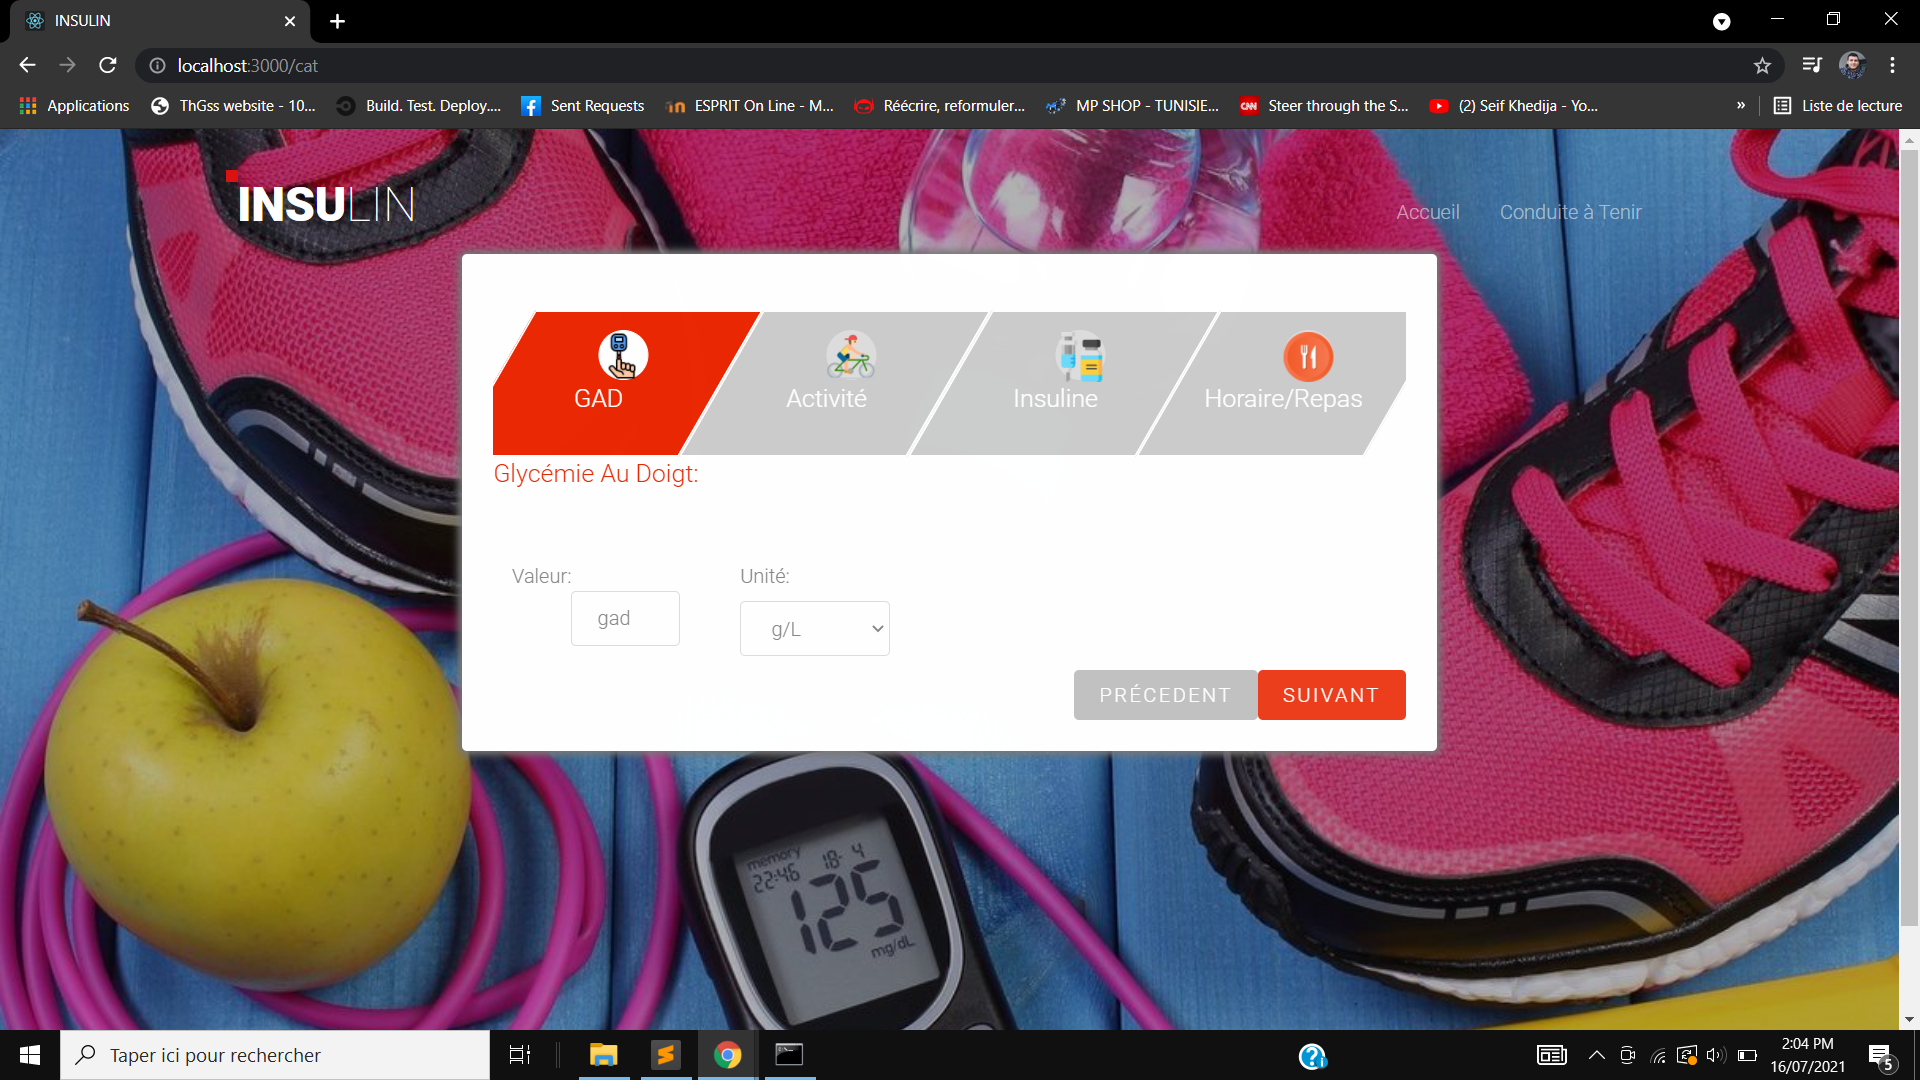 INSULIN
localhost:3000/cat
Applications
ThGss website - 10...
Build. Test. Deploy....
Sent Requests
ESPRIT On Line - M...
Réécrire, reformuler...
MP SHOP - TUNISIE...
CNN
Steer through the S...
(2) Seif Khedija - Yo...
»
Liste de lecture
INSULIN
Accueil
Conduite à Tenir
GAD
Activité
Insuline
Horaire/Repas
Glycémie Au Doigt:
Valeur:
Unité:
gad
g/L
PRÉCEDENT
SUIVANT
memory
18- 4
22:46
125
mg/dL
Taper ici pour rechercher
2:04 PM
16/07/2021
5